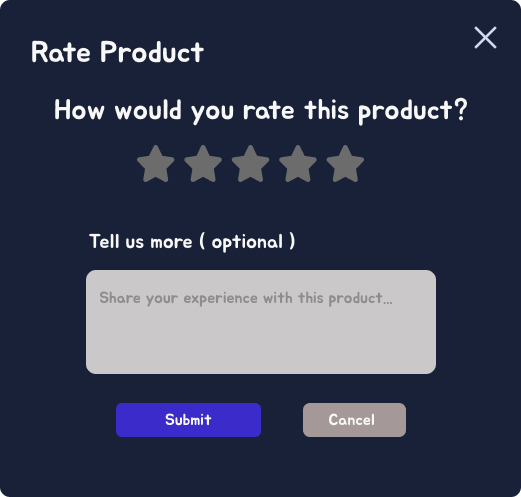 Rate Product
How would you rate this product?
Tell us more ( optional )
Share your experience with this product...
Submit Cancel